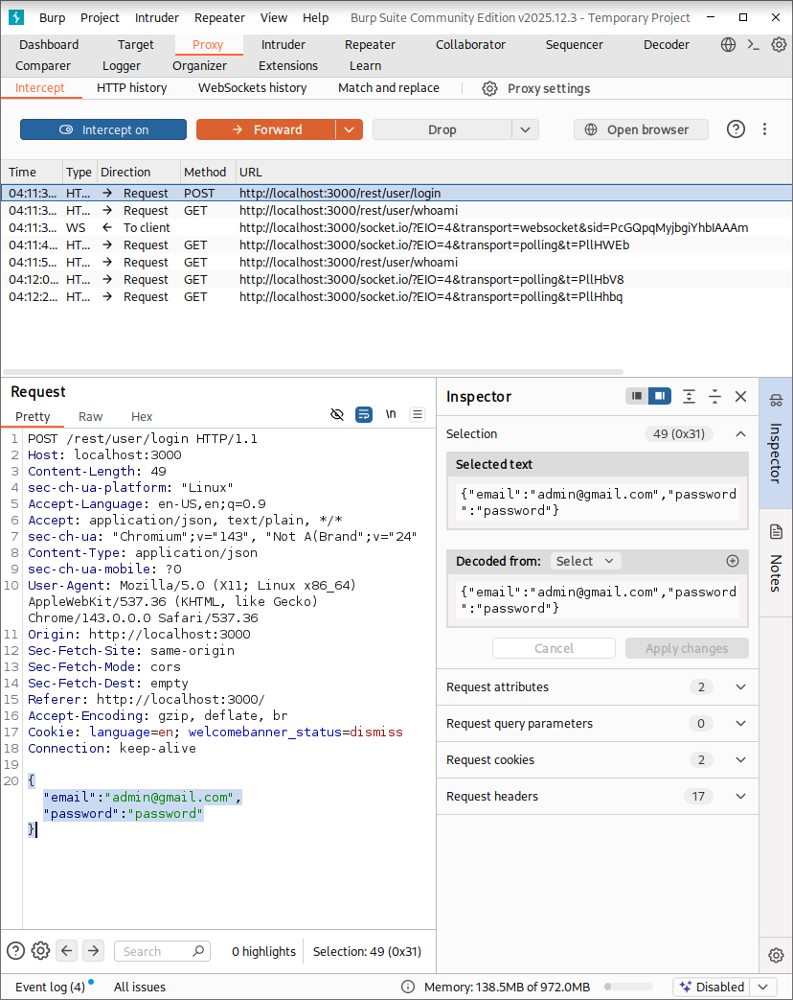 Burp Project Intruder Repeater View Help Burp Suite Community Edition v2025.12.3 - Temporary Project
Dashboard Target Proxy Intruder Repeater Collaborator Sequencer Decoder
Comparer Logger Organizer Extensions Learn
Intercept HTTP history WebSockets history Match and replace Proxy settings
Intercept on Forward Drop Open browser
Time Type Direction Method URL
04:11:3... HT... → Request POST http://localhost:3000/rest/user/login
04:11:3... HT... → Request GET http://localhost:3000/rest/user/whoami
04:11:3... WS ← To client http://localhost:3000/socket.io/?EIO=4&transport=websocket&sid=PcGQpqMyjbgiYhbIAAAm
04:11:4... HT... → Request GET http://localhost:3000/socket.io/?EIO=4&transport=polling&t=PllHWEb
04:11:5... HT... → Request GET http://localhost:3000/rest/user/whoami
04:12:0... HT... → Request GET http://localhost:3000/socket.io/?EIO=4&transport=polling&t=PllHbV8
04:12:2... HT... → Request GET http://localhost:3000/socket.io/?EIO=4&transport=polling&t=PllHhbq
Request
Pretty Raw Hex \n
1 POST /rest/user/login HTTP/1.1
2 Host: localhost:3000
3 Content-Length: 49
4 sec-ch-ua-platform: "Linux"
5 Accept-Language: en-US,en;q=0.9
6 Accept: application/json, text/plain, */*
7 sec-ch-ua: "Chromium";v="143", "Not A(Brand";v="24"
8 Content-Type: application/json
9 sec-ch-ua-mobile: ?0
10 User-Agent: Mozilla/5.0 (X11; Linux x86_64)
AppleWebKit/537.36 (KHTML, like Gecko)
Chrome/143.0.0.0 Safari/537.36
11 Origin: http://localhost:3000
12 Sec-Fetch-Site: same-origin
13 Sec-Fetch-Mode: cors
14 Sec-Fetch-Dest: empty
15 Referer: http://localhost:3000/
16 Accept-Encoding: gzip, deflate, br
17 Cookie: language=en; welcomebanner_status=dismiss
18 Connection: keep-alive
19
20 {
"email":"admin@gmail.com",
"password":"password"
}
Search 0 highlights Selection: 49 (0x31)
Inspector
Selection 49 (0x31)
Selected text
{"email":"admin@gmail.com","password
":"password"}
Decoded from: Select
{"email":"admin@gmail.com","password
":"password"}
Cancel Apply changes
Request attributes 2
Request query parameters 0
Request cookies 2
Request headers 17
Inspector
Notes
Event log (4) All issues Memory: 138.5MB of 972.0MB Disabled